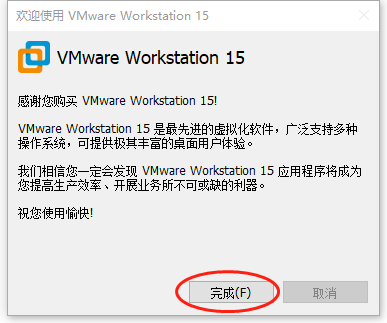 欢迎使用 VMware Workstation 15
VMware Workstation 15
感谢您购买 VMware Workstation 15!
VMware Workstation 15 是最先进的虚拟化软件，广泛支持多种
操作系统，可提供极其丰富的桌面用户体验。
我们相信您一定会发现 VMware Workstation 15 应用程序将成为
您提高生产效率、开展业务所不可或缺的利器。
祝您使用愉快!
完成(F)
取消